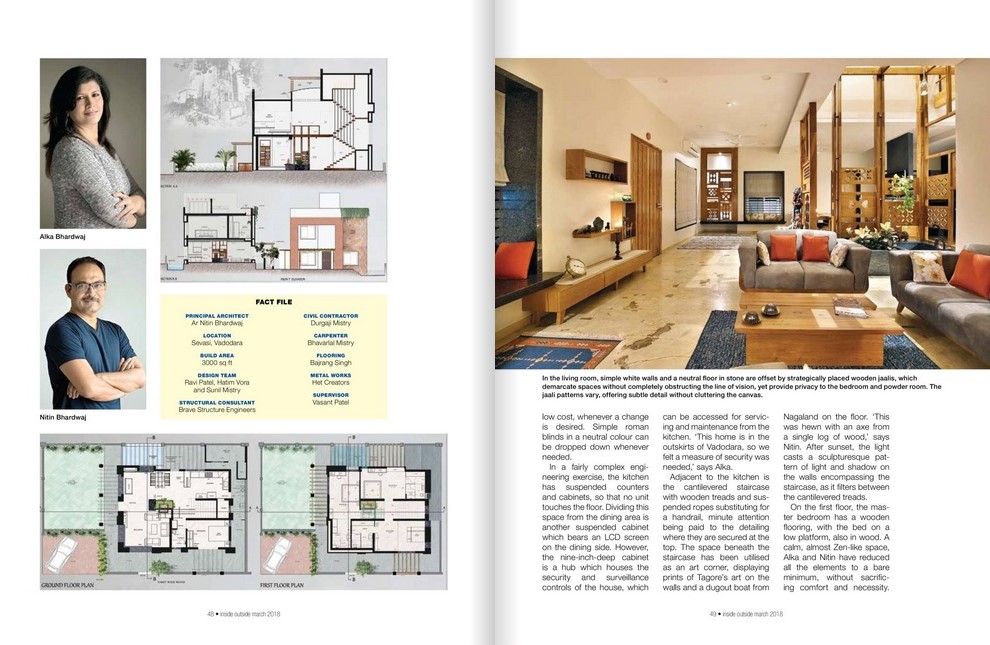 Alka Bhardwaj
Nitin Bhardwaj
FRONT ELEVATION
FACT FILE
PRINCIPAL ARCHITECT
Ar Nitin Bhardwaj
LOCATION
Sevasi, Vadodara
BUILD AREA
3000 sq ft
DESIGN TEAM
Ravi Patel, Hatim Vora
and Sunil Mistry
STRUCTURAL CONSULTANT
Brave Structure Engineers
CIVIL CONTRACTOR
Durgaji Mistry
CARPENTER
Bhavarlal Mistry
FLOORING
Bajrang Singh
METAL WORKS
Het Creators
SUPERVISOR
Vasant Patel
GROUND FLOOR PLAN
FIRST FLOOR PLAN
48 • inside outside march 2018
In the living room, simple white walls and a neutral floor in stone are offset by strategically placed wooden jaalis, which
demarcate spaces without completely obstructing the line of vision, yet provide privacy to the bedroom and powder room. The
jaali patterns vary, offering subtle detail without cluttering the canvas.
low cost, whenever a change
is desired. Simple roman
blinds in a neutral colour can
be dropped down whenever
needed.
In a fairly complex engi-
neering exercise, the kitchen
has suspended counters
and cabinets, so that no unit
touches the floor. Dividing this
space from the dining area is
another suspended cabinet
which bears an LCD screen
on the dining side. However,
the nine-inch-deep cabinet
is a hub which houses the
security and surveillance
controls of the house, which
can be accessed for servic-
ing and maintenance from the
kitchen. 'This home is in the
outskirts of Vadodara, so we
felt a measure of security was
needed,' says Alka.
Adjacent to the kitchen is
the cantilevered staircase
with wooden treads and sus-
pended ropes substituting for
a handrail, minute attention
being paid to the detailing
where they are secured at the
top. The space beneath the
staircase has been utilised
as an art corner, displaying
prints of Tagore's art on the
walls and a dugout boat from
Nagaland on the floor. 'This
was hewn with an axe from
a single log of wood,' says
Nitin. After sunset, the light
casts a sculpturesque pat-
tern of light and shadow on
the walls encompassing the
staircase, as it filters between
the cantilevered treads.
On the first floor, the mas-
ter bedroom has a wooden
flooring, with the bed on a
low platform, also in wood. A
calm, almost Zen-like space,
Alka and Nitin have reduced
all the elements to a bare
minimum, without sacrific-
ing comfort and necessity.
49 • inside outside march 2018